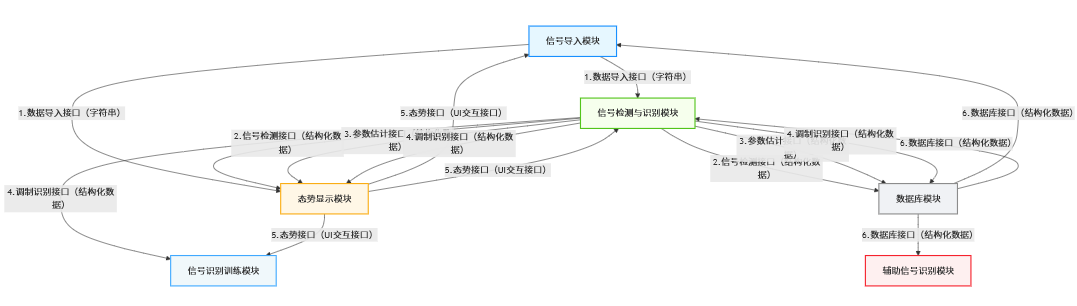 信号导入模块
1.数据导入接口（字符串）
1.数据导入接口（字符串）
5.态势接口（UI交互接口）
信号检测与识别模块
6.数据库接口（结构化数据）
2.信号检测接口（结构化数
据）
3.参数估计接口
据）
4.调制识别接口（结构化数
据）
3.参数估计
据）
4.调制识别接口（结构化数
据）
6.数据库接口（结构化数据）
5.态势接口（UI交互接口）
2.信号检测接口（结构化数
据）
4.调制识别接口（结构化数
据）
态势显示模块
数据库模块
5.态势接口（UI交互接口）
6.数据库接口（结构化数据）
信号识别训练模块
辅助信号识别模块